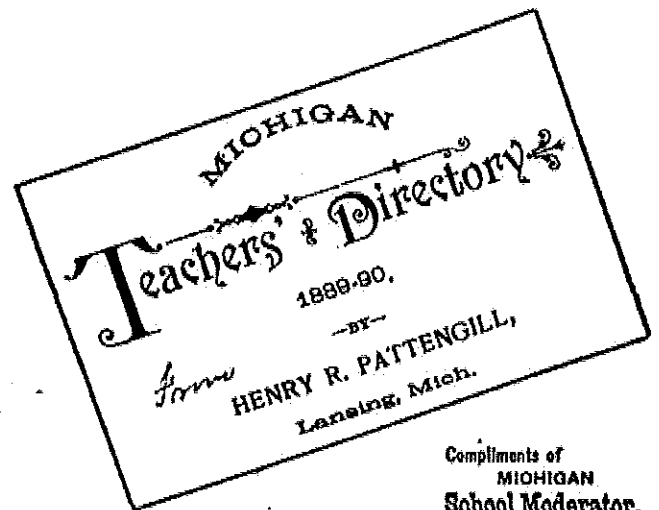 MICHIGAN
Teachers' Directory
1889-90,
—BY—
From HENRY R. PATTENGILL,
Lansing, Mich.
Compliments of
MICHIGAN
School Moderator.